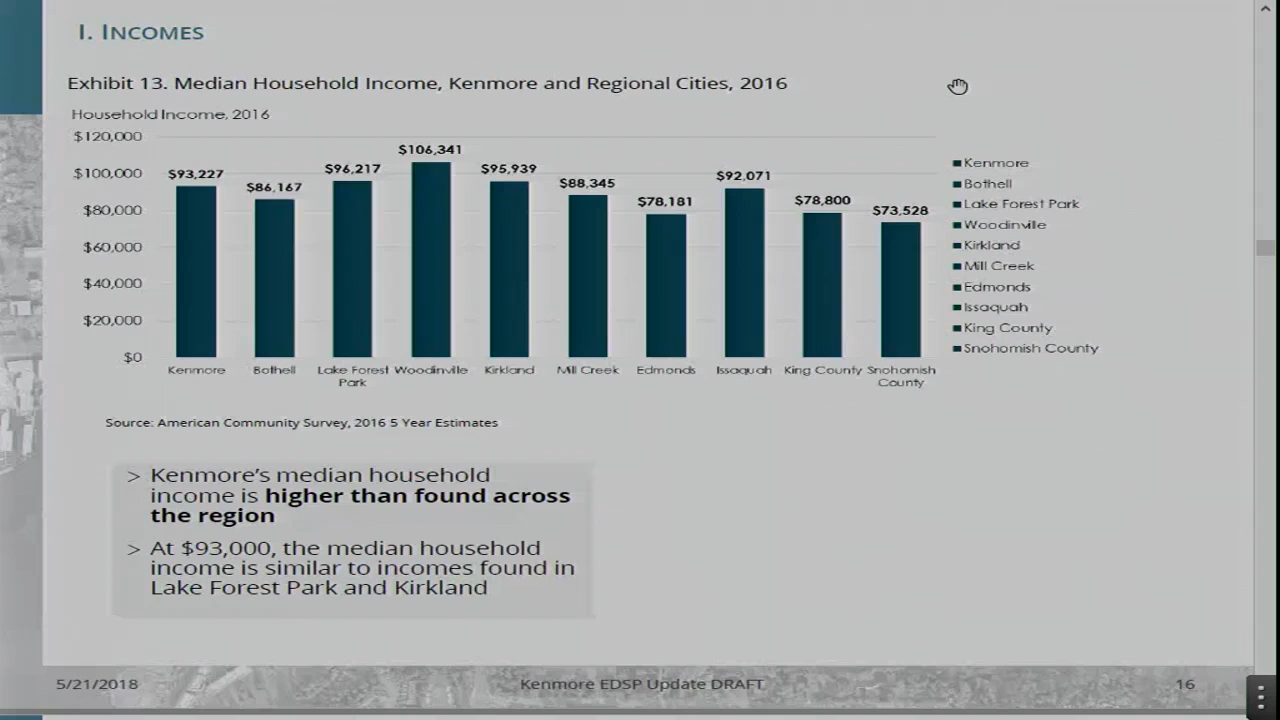 I. INCOMES
Exhibit 13. Median Household Income, Kenmore and Regional Cities, 2016
Household Income, 2016
$120,000
$100,000
$80,000
$60,000
$40,000
$20,000
$0
$93,227
$86,167
$96,217
$106,341
$95,939
$88,345
$78,181
$92,071
$78,800
$73,528
Kenmore
Bothell
Lake Forest
Park
Woodinville
Kirkland
Mill Creek
Edmonds
Issaquah
King County
Snohomish
County
Kenmore
Bothell
Lake Forest Park
Woodinville
Kirkland
Mill Creek
Edmonds
Issaquah
King County
Snohomish County
Source: American Community Survey, 2016 5 Year Estimates
> Kenmore’s median household
income is higher than found across
the region
> At $93,000, the median household
income is similar to incomes found in
Lake Forest Park and Kirkland
5/21/2018
Kenmore EDSP Update DRAFT
16